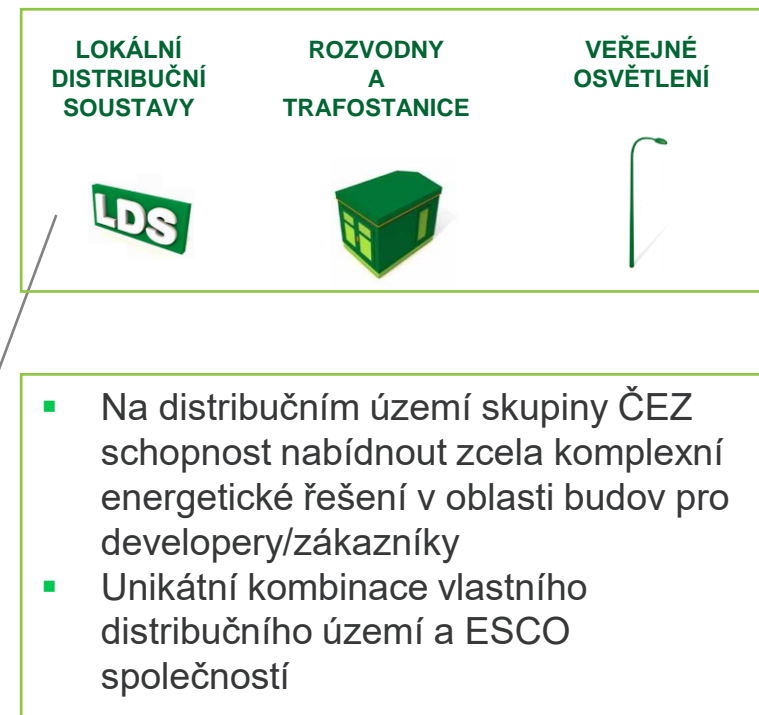 LOKÁLNÍ
DISTRIBUČNÍ
SOUSTAVY
ROZVODNY
A
TRAFOSTANICE
VEŘEJNÉ
OSVĚTLENÍ
LDS
▪ Na distribučním území skupiny ČEZ
schopnost nabídnout zcela komplexní
energetické řešení v oblasti budov pro
developery/zákazníky
▪ Unikátní kombinace vlastního
distribučního území a ESCO
společností